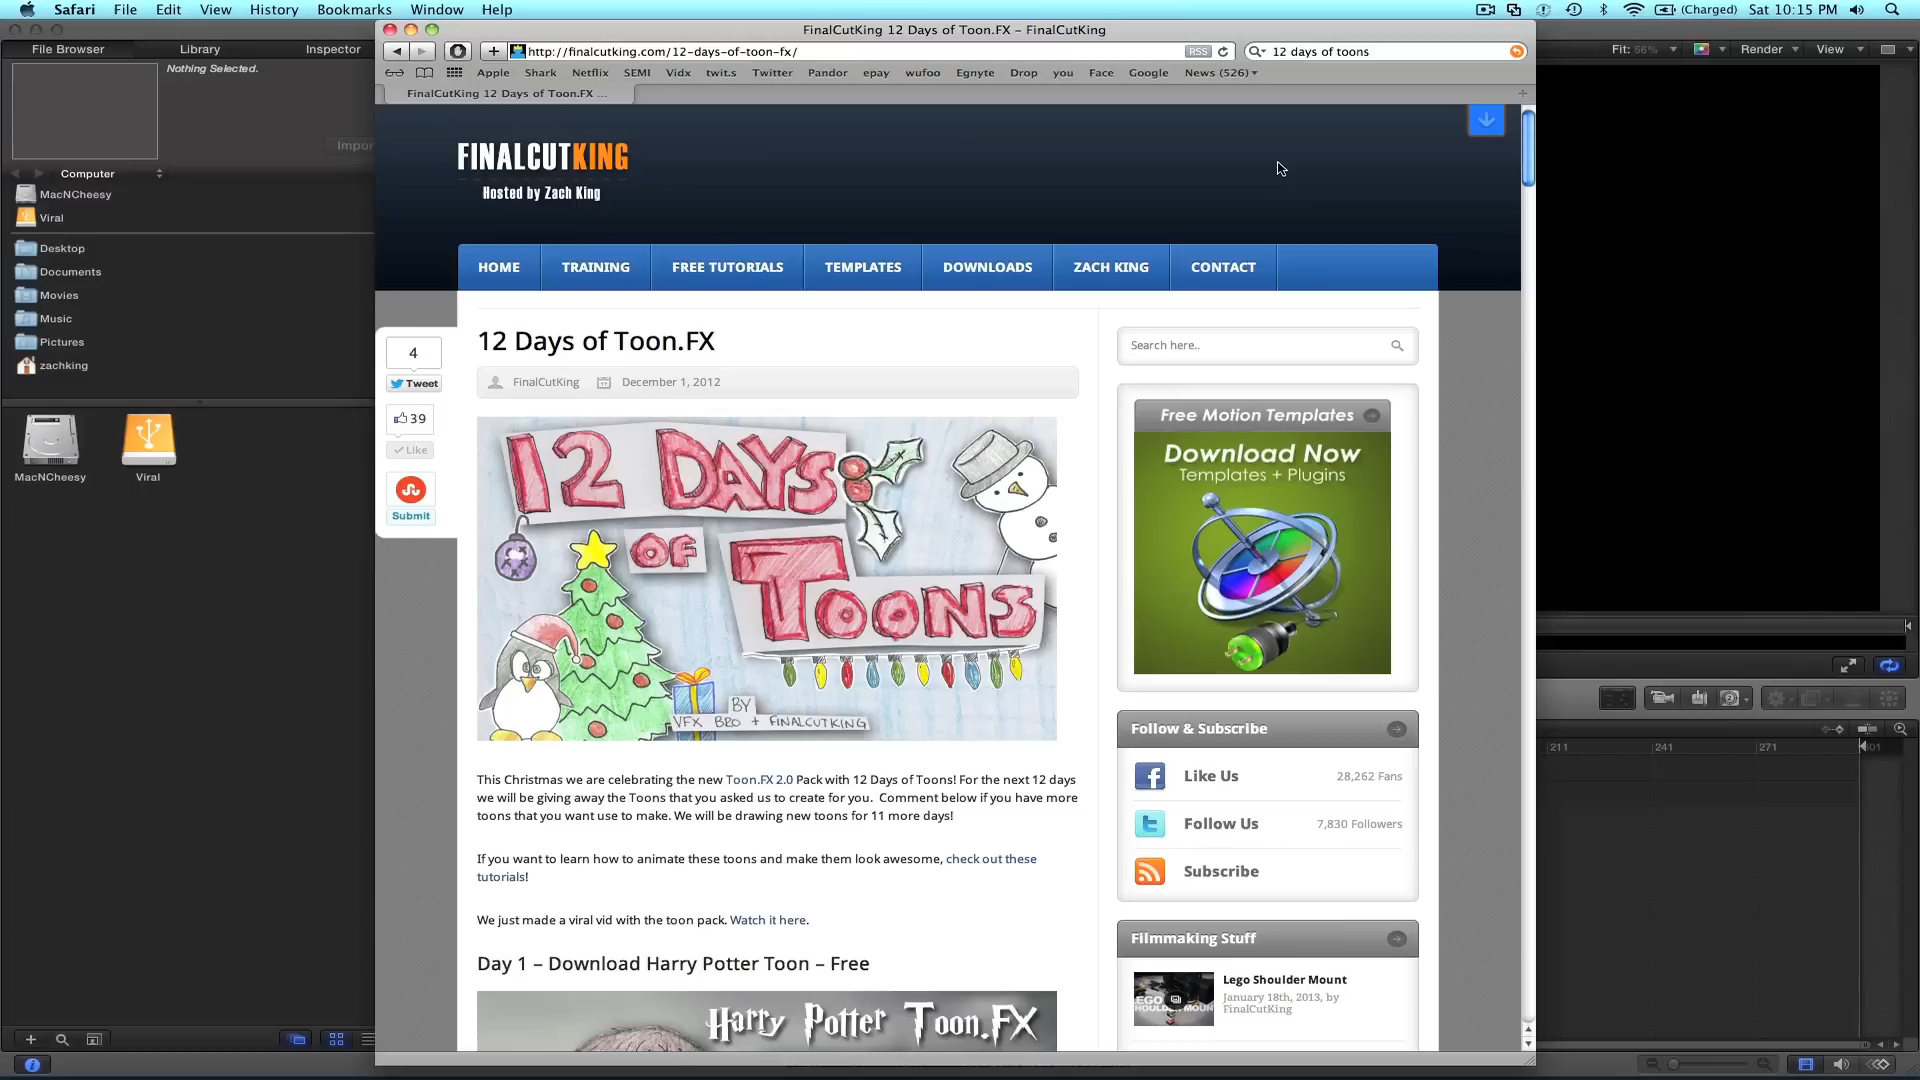 Safari File Edit View History Bookmarks Window Help (Charged) Sat 10:15 PM
FinalCutKing 12 Days of Toon.FX – FinalCutKing
File Browser Library Inspector
Nothing Selected.
Impor
Computer
MacNCheesy
Viral
Desktop
Documents
Movies
Music
Pictures
zachking
MacNCheesy Viral
http://finalcutking.com/12-days-of-toon-fx/ RSS 12 days of toons
Apple Shark Netflix SEMI Vidx twit.s Twitter Pandor epay wufoo Egnyte Drop you Face Google News (526)
FinalCutKing 12 Days of Toon.FX ...
FINALCUTKING
Hosted by Zach King
HOME TRAINING FREE TUTORIALS TEMPLATES DOWNLOADS ZACH KING CONTACT
4
Tweet
39
Like
Submit
12 Days of Toon.FX
FinalCutKing December 1, 2012
12 DAYS
OF
TOONS
BY
VFX BRO + FINALCUTKING
This Christmas we are celebrating the new Toon.FX 2.0 Pack with 12 Days of Toons! For the next 12 days
we will be giving away the Toons that you asked us to create for you. Comment below if you have more
toons that you want use to make. We will be drawing new toons for 11 more days!
If you want to learn how to animate these toons and make them look awesome, check out these
tutorials!
We just made a viral vid with the toon pack. Watch it here.
Day 1 – Download Harry Potter Toon – Free
Harry Potter Toon.FX
Search here..
Free Motion Templates
Download Now
Templates + Plugins
Follow & Subscribe
Like Us 28,262 Fans
Follow Us 7,830 Followers
Subscribe
Filmmaking Stuff
LEGO
SHOULDER MOUNT
Lego Shoulder Mount
January 18th, 2013, by
FinalCutKing
Fit: 56% Render View
211 241 271